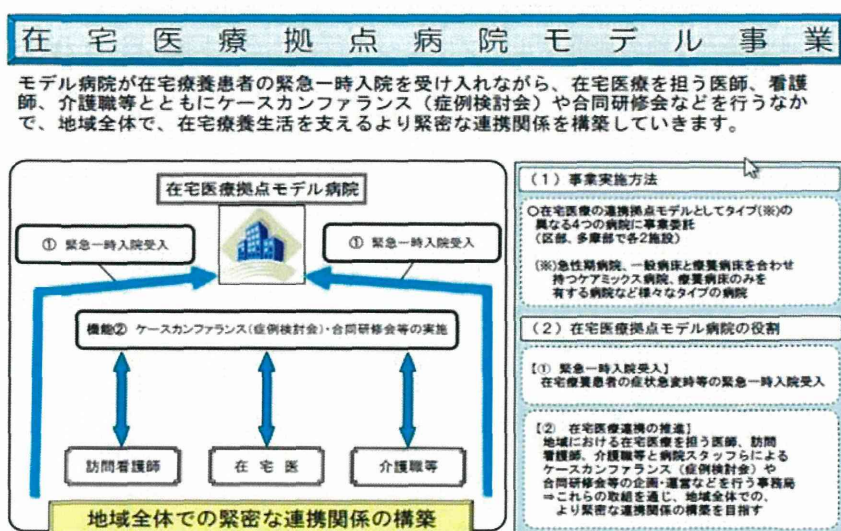 在宅医療拠点病院モデル事業
モデル病院が在宅療養患者の緊急一時入院を受け入れながら、在宅医療を担う医師、看護
師、介護職等とともにケースカンファランス（症例検討会）や合同研修会などを行うなか
で、地域全体で、在宅療養生活を支えるより緊密な連携関係を構築していきます。
在宅医療拠点モデル病院
① 緊急一時入院受入
① 緊急一時入院受入
機能② ケースカンファランス(症例検討会)・合同研修会等の実施
訪問看護師
在宅医
介護職等
地域全体での緊密な連携関係の構築
（１）事業実施方法
○在宅医療の連携拠点モデルとしてタイプ(※)の
異なる4つの病院に事業委託
(区部、多摩部で各2施設)
(※)急性期病院、一般病床と療養病床を合わせ
持つケアミックス病院、療養病床のみを
有する病院など様々なタイプの病院
（２）在宅医療拠点モデル病院の役割
【① 緊急一時入院受入】
在宅療養患者の症状急変時等の緊急一時入院受入
【② 在宅医療連携の推進】
地域における在宅医療を担う医師、訪問
看護師、介護職等と病院スタッフらによる
ケースカンファランス（症例検討会）や
合同研修会等の企画・運営などを行う事務局
⇒これらの取組を通じ、地域全体での、
より緊密な連携関係の構築を目指す